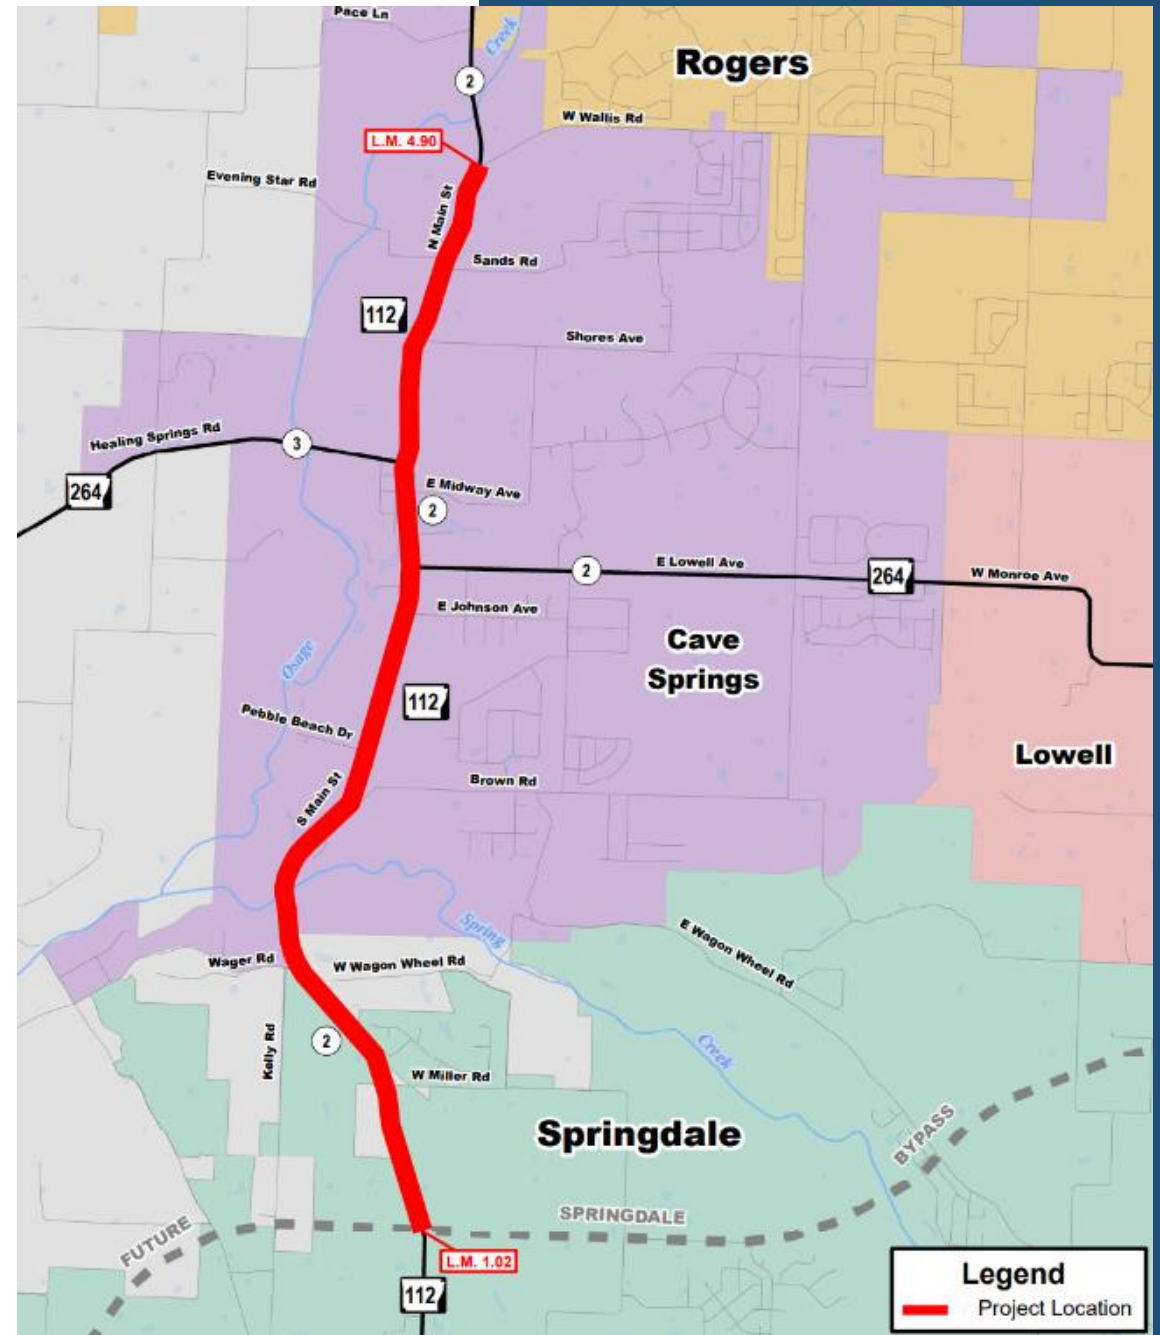 Pace Ln
Creek
Rogers
2
W Wallis Rd
L.M. 4.90
Evening Star Rd
N Main St
Sands Rd
112
Shores Ave
Healing Springs Rd
3
264
E Midway Ave
2
2
E Lowell Ave
264
W Monroe Ave
E Johnson Ave
Cave
Springs
Osage
112
Pebble Beach Dr
Lowell
S Main St
Brown Rd
Spring
E Wagon Wheel Rd
Wager Rd
W Wagon Wheel Rd
2
Kelly Rd
Creek
W Miller Rd
Springdale
BYPASS
SPRINGDALE
FUTURE
L.M. 1.02
112
Legend
Project Location